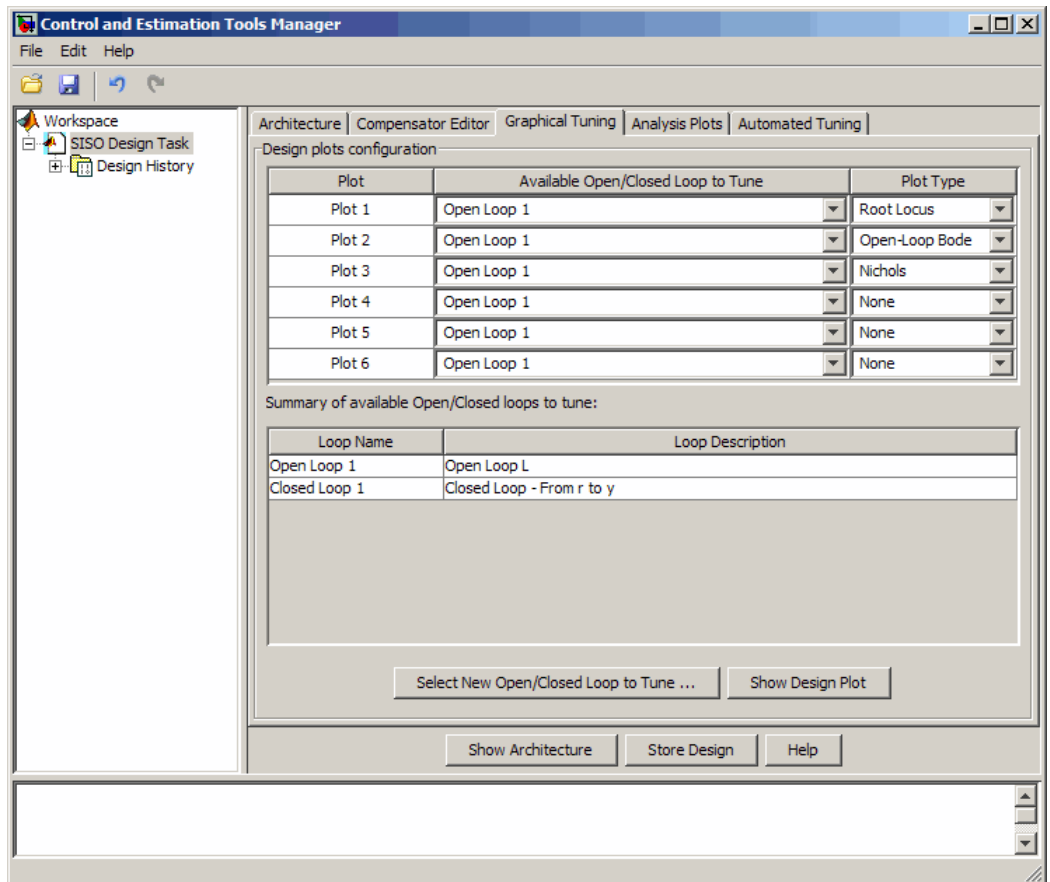 Control and Estimation Tools Manager
File Edit Help
Workspace
SISO Design Task
Design History
Architecture Compensator Editor Graphical Tuning Analysis Plots Automated Tuning
Design plots configuration
Plot Available Open/Closed Loop to Tune Plot Type
Plot 1 Open Loop 1 Root Locus
Plot 2 Open Loop 1 Open-Loop Bode
Plot 3 Open Loop 1 Nichols
Plot 4 Open Loop 1 None
Plot 5 Open Loop 1 None
Plot 6 Open Loop 1 None
Summary of available Open/Closed loops to tune:
Loop Name Loop Description
Open Loop 1 Open Loop L
Closed Loop 1 Closed Loop - From r to y
Select New Open/Closed Loop to Tune ... Show Design Plot
Show Architecture Store Design Help